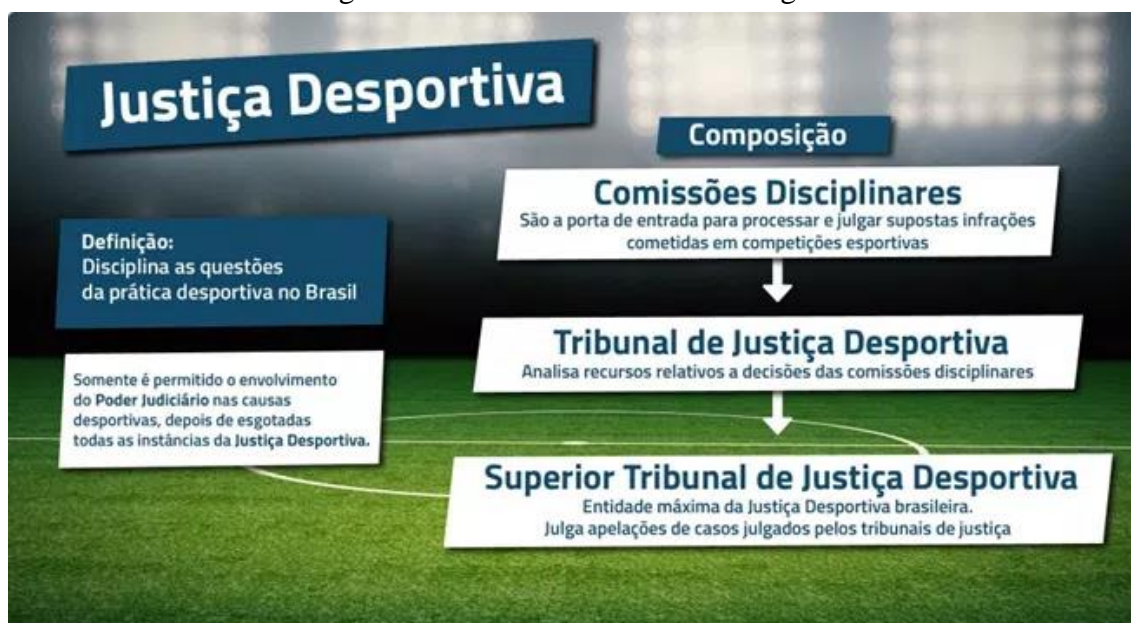 Justiça Desportiva
Definição:
Disciplina as questões
da prática desportiva no Brasil
Somente é permitido o envolvimento
do Poder Judiciário nas causas
desportivas, depois de esgotadas
todas as instâncias da Justiça Desportiva.
Composição
Comissões Disciplinares
São a porta de entrada para processar e julgar supostas infrações
cometidas em competições esportivas
Tribunal de Justiça Desportiva
Analisa recursos relativos a decisões das comissões disciplinares
Superior Tribunal de Justiça Desportiva
Entidade máxima da Justiça Desportiva brasileira.
Julga apelações de casos julgados pelos tribunais de justiça